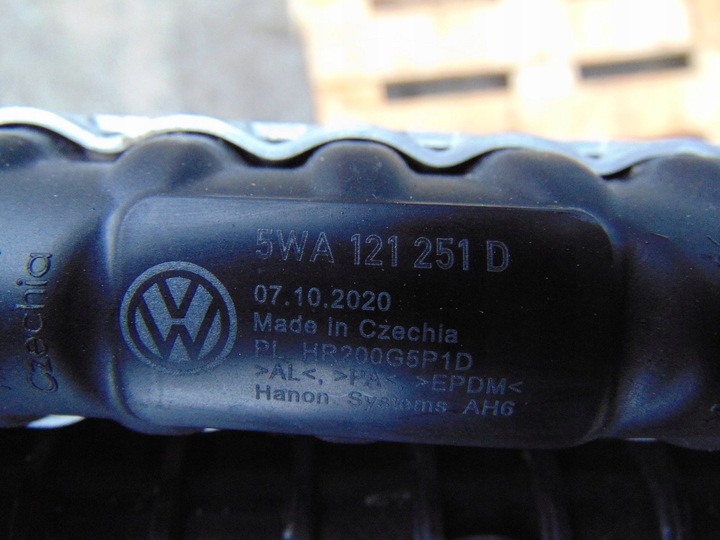 5WA 121 251 D
07.10.2020
Made in Czechia
PL HR200G5P1D
>AL<, >PA<, >EPDM<
Hanon Systems AH6
Czechia